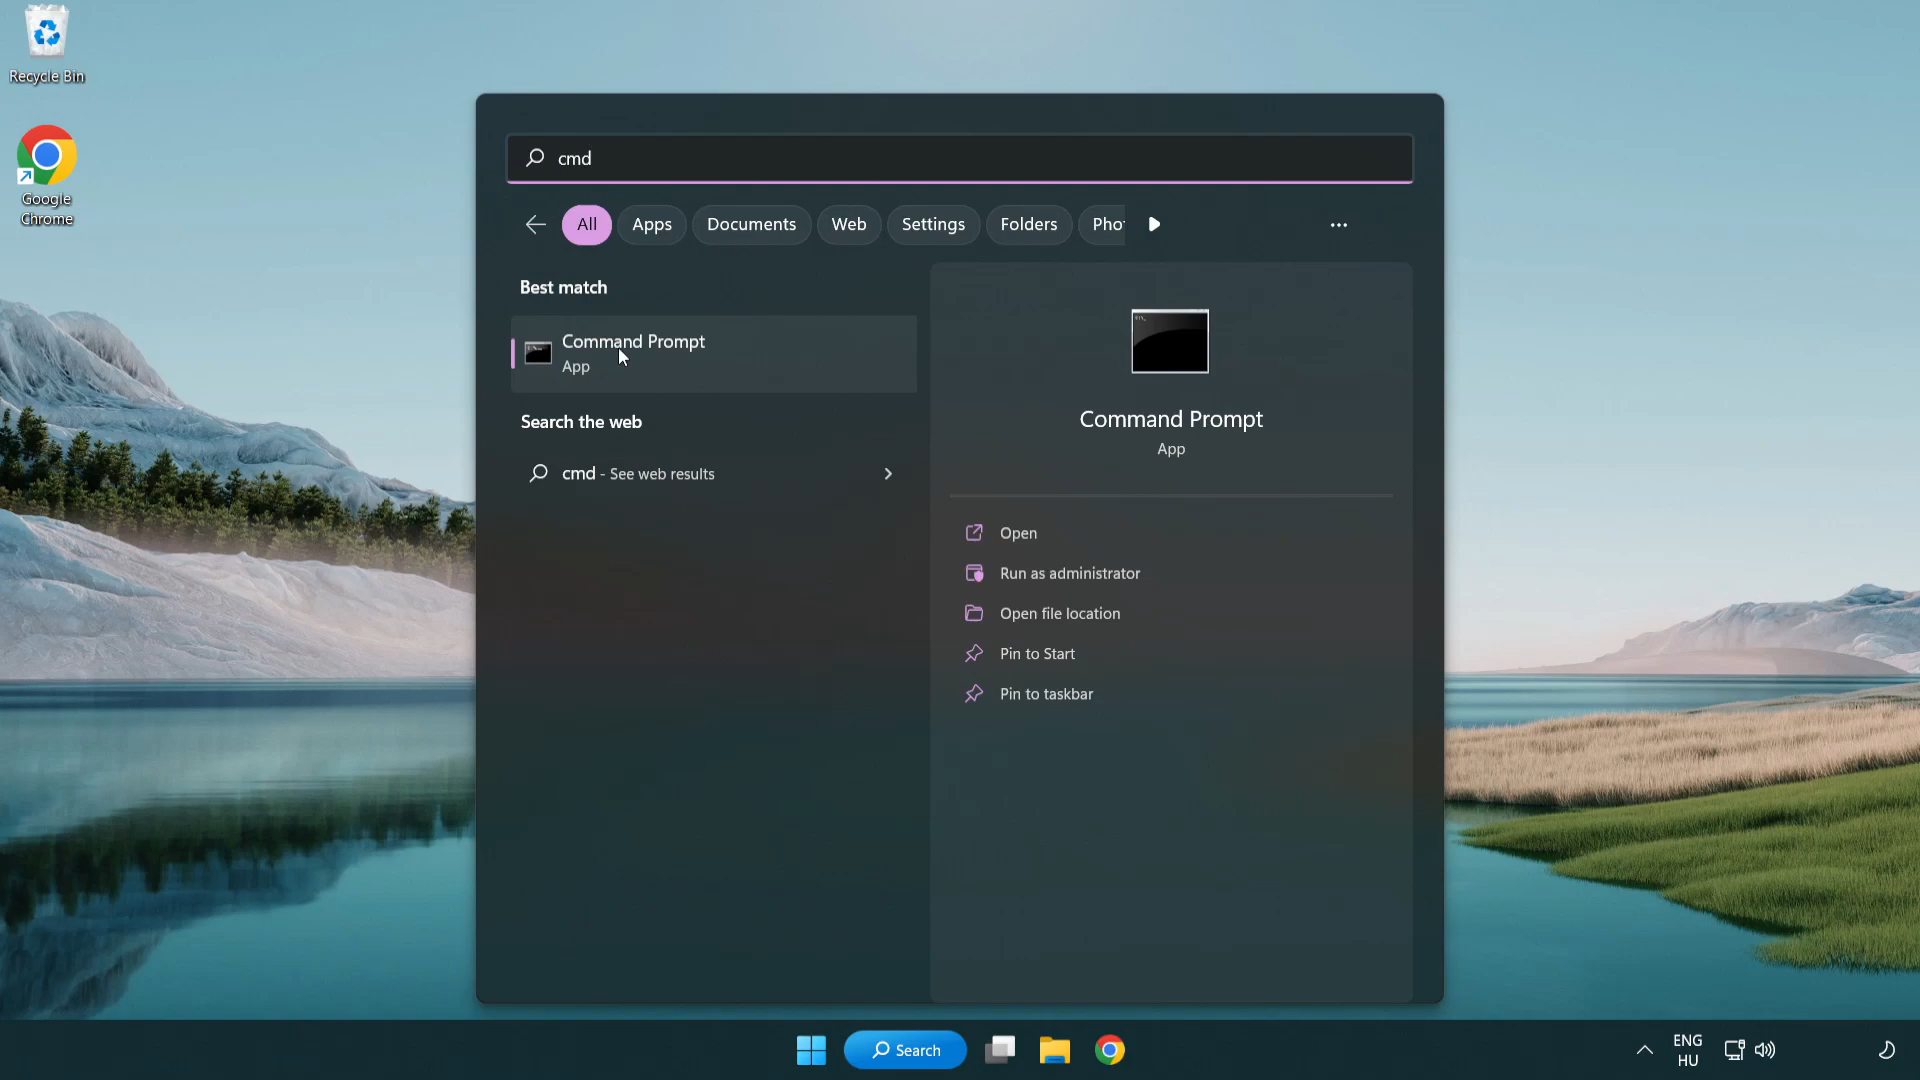 Recycle Bin
Google
Chrome
cmd
All Apps Documents Web Settings Folders Pho
Best match
Command Prompt
App
Search the web
cmd - See web results
Command Prompt
App
Open
Run as administrator
Open file location
Pin to Start
Pin to taskbar
Search
ENG
HU